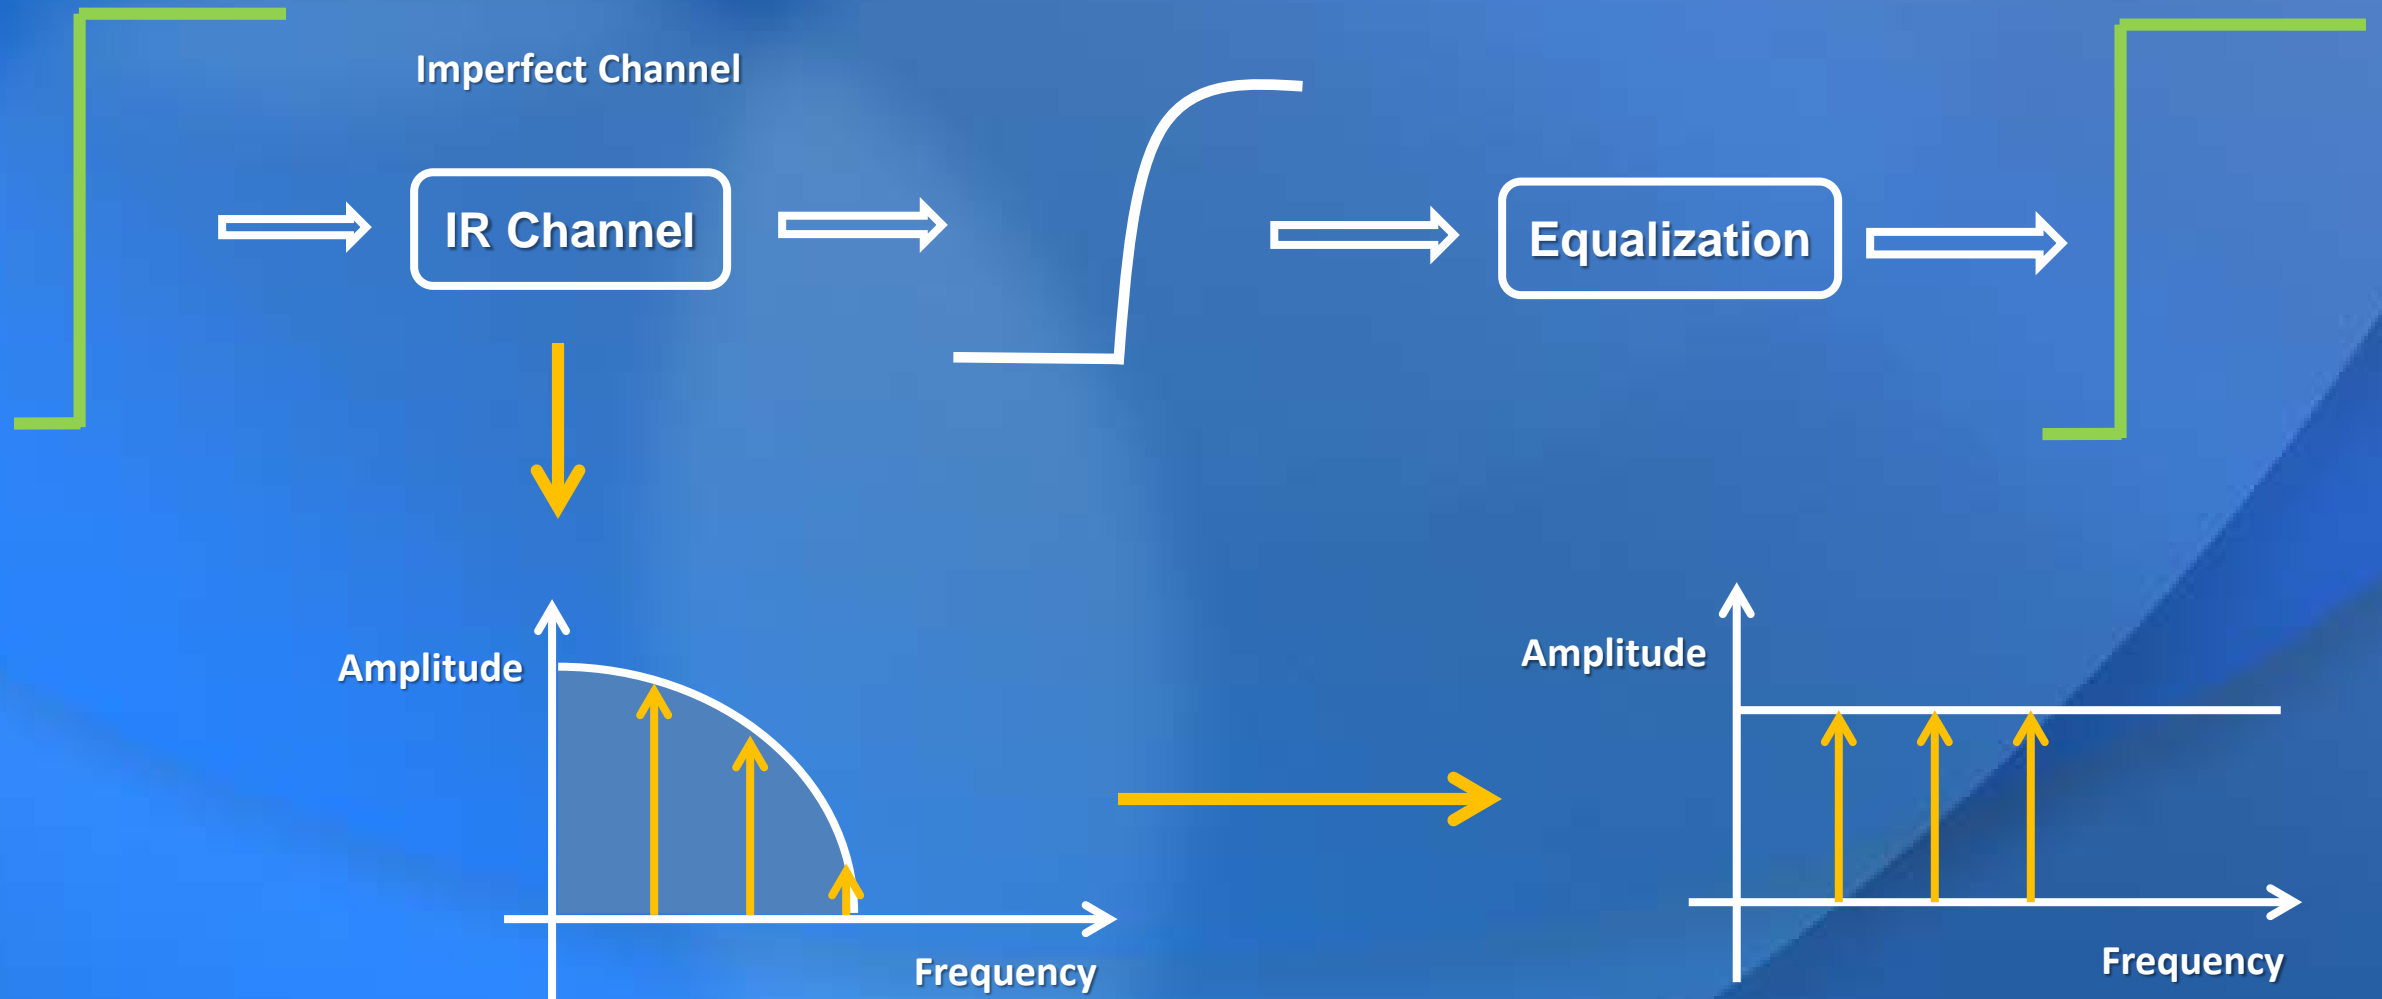 Imperfect Channel
IR Channel
Equalization
Amplitude
Frequency
Amplitude
Frequency